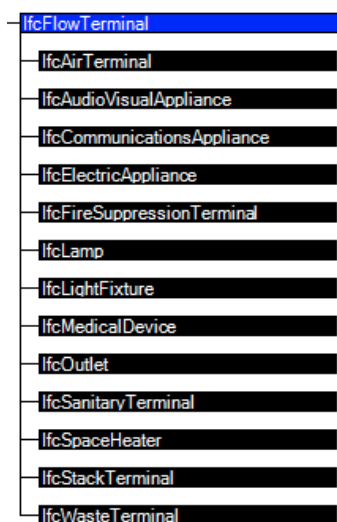 IfcFlowTerminal
IfcAirTerminal
IfcAudioVisualAppliance
IfcCommunicationsAppliance
IfcElectricAppliance
IfcFireSuppressionTerminal
IfcLamp
IfcLightFixture
IfcMedicalDevice
IfcOutlet
IfcSanitaryTerminal
IfcSpaceHeater
IfcStackTerminal
IfcWasteTerminal